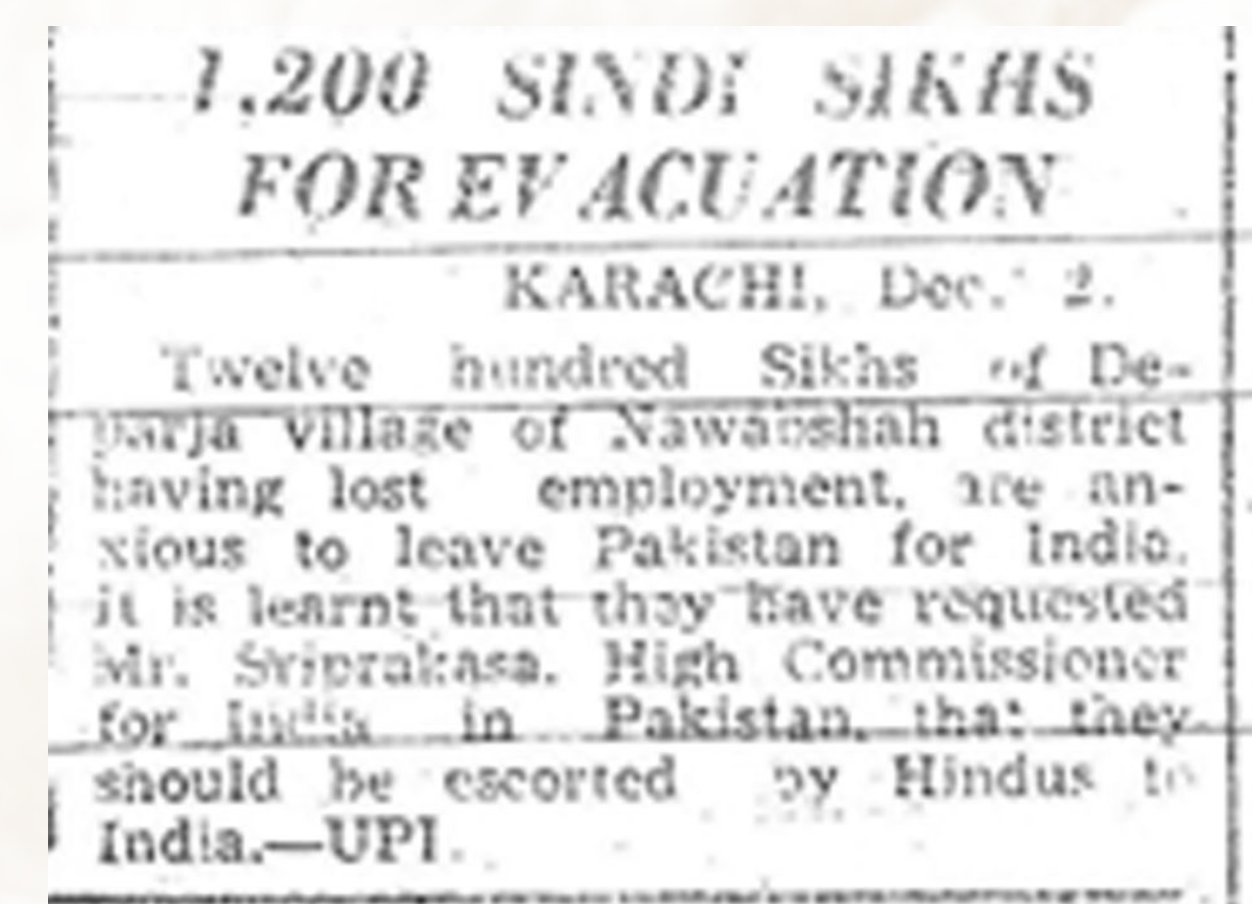 1,200 SINDI SIKHS
FOR EVACUATION
KARACHI, Dec. 2.
Twelve hundred Sikhs of De-
parja village of Nawabshah district
having lost employment, are an-
xious to leave Pakistan for India.
it is learnt that they have requested
Mr. Sriprakasa, High Commissioner
for India in Pakistan, that they
should be escorted by Hindus to
India.—UPI.